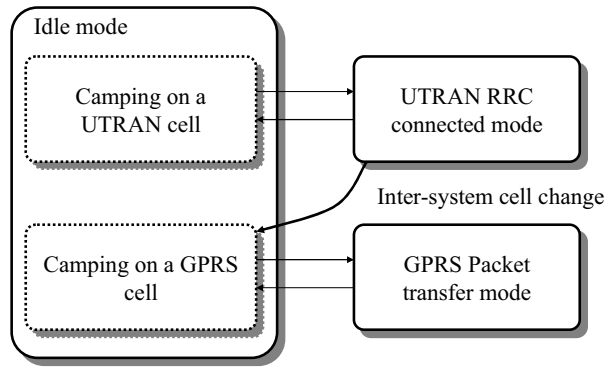 Idle mode
Camping on a
UTRAN cell
UTRAN RRC
connected mode
Inter-system cell change
Camping on a GPRS
cell
GPRS Packet
transfer mode